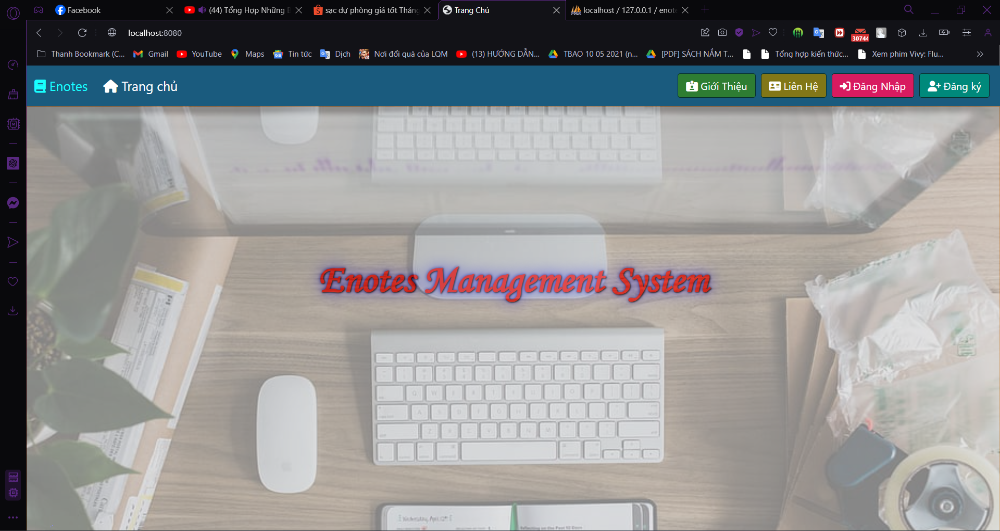 Facebook
(44) Tổng Hợp Những
sạc dự phòng giá tốt Tháng
Trang Chủ
localhost / 127.0.0.1 / enote
localhost:8080
30744
Thanh Bookmark (C...
Gmail
YouTube
Maps
Tin tức
Dịch
Nơi đổi quà của LQM
(13) HƯỚNG DẪN...
TBAO 10 05 2021 (n...
[PDF] SÁCH NẮM T...
Tổng hợp kiến thức...
Xem phim Vivy: Flu...
Enotes
Trang chủ
Giới Thiệu
Liên Hệ
Đăng Nhập
Đăng ký
Enotes Management System